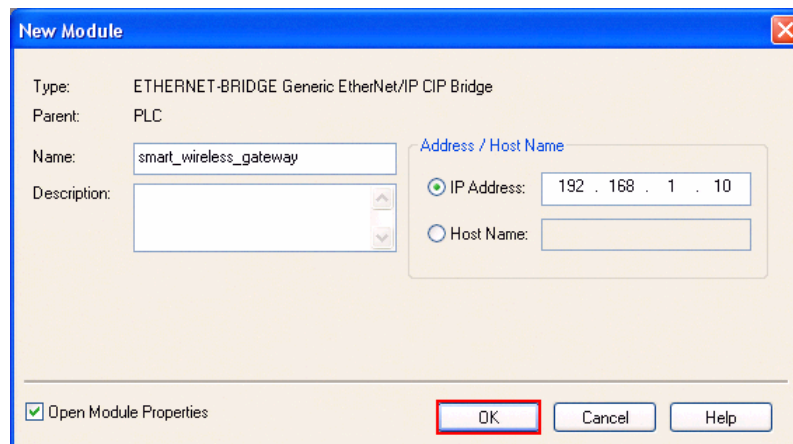 New Module
Type: ETHERNET-BRIDGE Generic EtherNet/IP CIP Bridge
Parent: PLC
Name: smart_wireless_gateway
Description:
Address / Host Name
IP Address: 192 . 168 . 1 . 10
Host Name:
Open Module Properties
OK Cancel Help